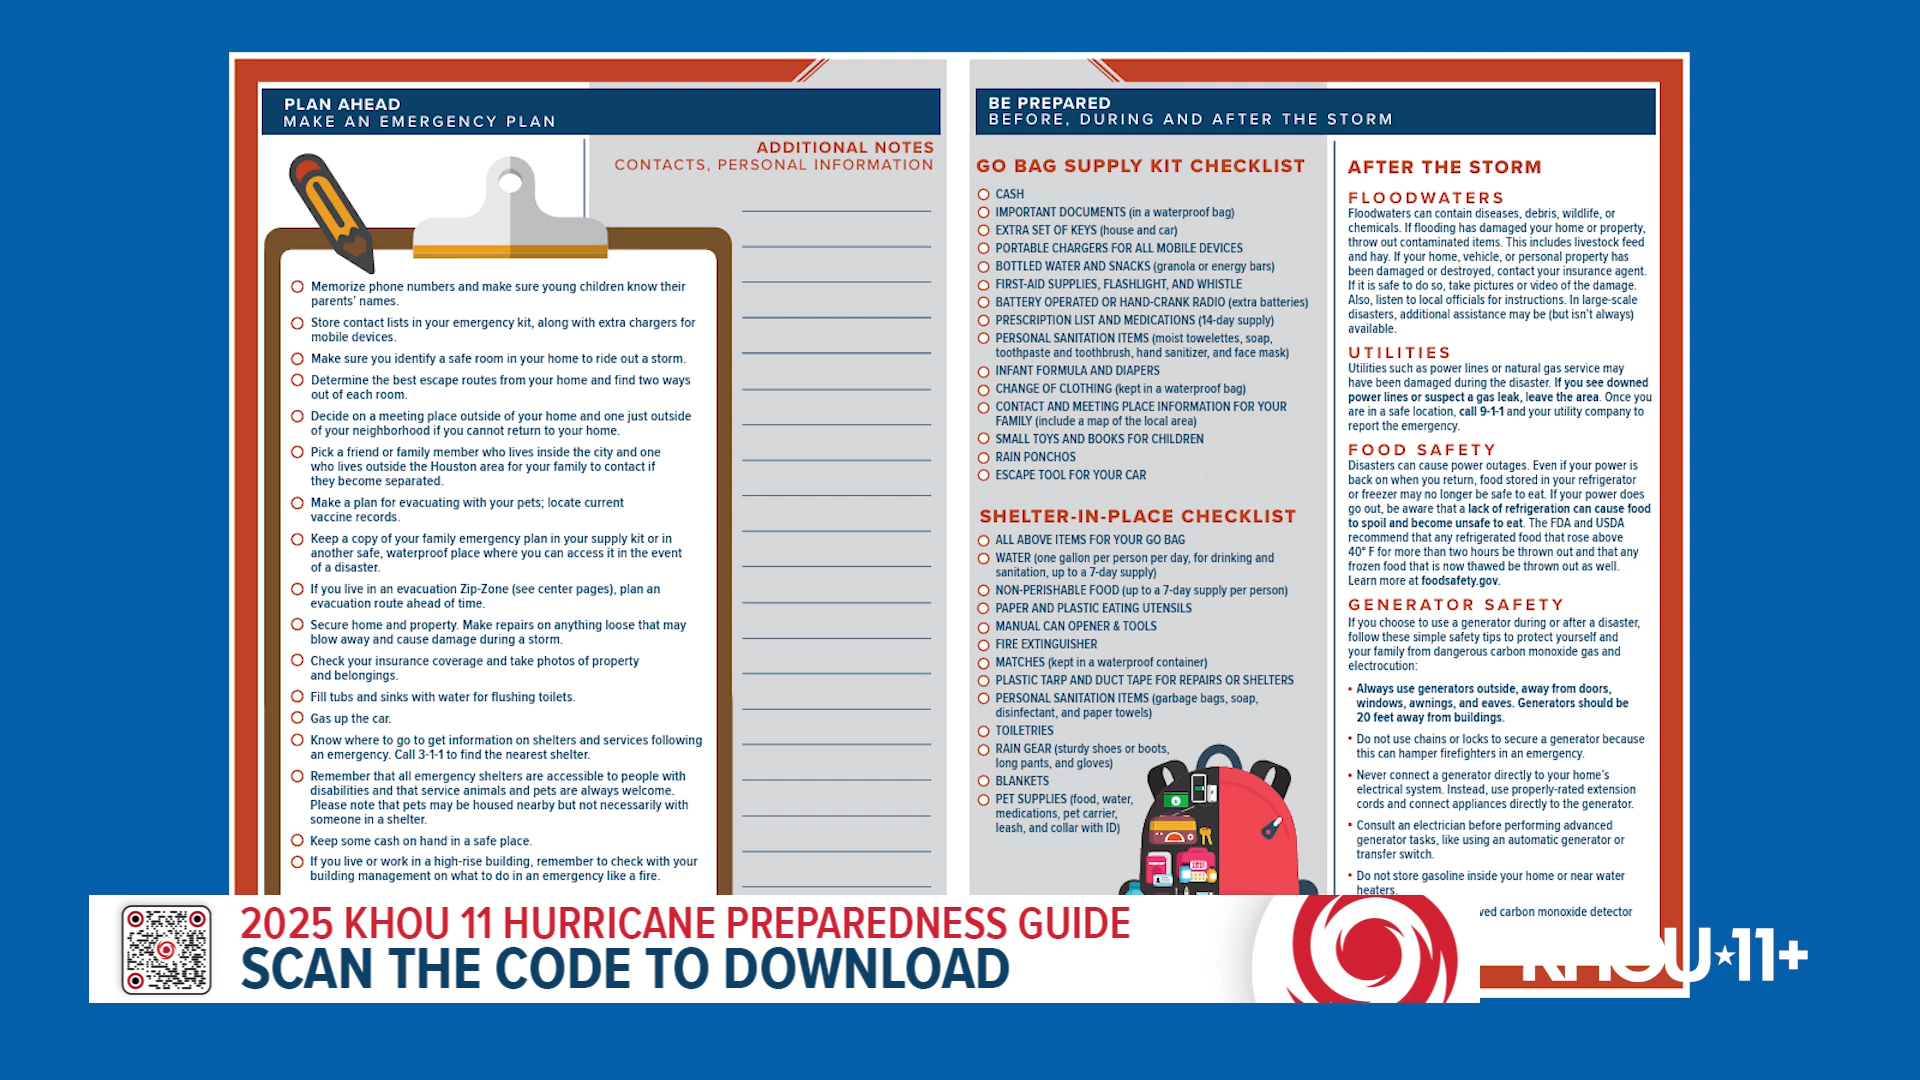 PLAN AHEAD
MAKE AN EMERGENCY PLAN
ADDITIONAL NOTES
CONTACTS, PERSONAL INFORMATION
Memorize phone numbers and make sure young children know their
parents' names.
Store contact lists in your emergency kit, along with extra chargers for
mobile devices.
Make sure you identify a safe room in your home to ride out a storm.
Determine the best escape routes from your home and find two ways
out of each room.
Decide on a meeting place outside of your home and one just outside
of your neighborhood if you cannot return to your home.
Pick a friend or family member who lives inside the city and one
who lives outside the Houston area for your family to contact if
they become separated.
Make a plan for evacuating with your pets; locate current
vaccine records.
Keep a copy of your family emergency plan in your supply kit or in
another safe, waterproof place where you can access it in the event
of a disaster.
If you live in an evacuation Zip-Zone (see center pages), plan an
evacuation route ahead of time.
Secure home and property. Make repairs on anything loose that may
blow away and cause damage during a storm.
Check your insurance coverage and take photos of property
and belongings.
Fill tubs and sinks with water for flushing toilets.
Gas up the car.
Know where to go to get information on shelters and services following
an emergency. Call 3-1-1 to find the nearest shelter.
Remember that all emergency shelters are accessible to people with
disabilities and that service animals and pets are always welcome.
Please note that pets may be housed nearby but not necessarily with
someone in a shelter.
Keep some cash on hand in a safe place.
If you live or work in a high-rise building, remember to check with your
building management on what to do in an emergency like a fire.
BE PREPARED
BEFORE, DURING AND AFTER THE STORM
GO BAG SUPPLY KIT CHECKLIST
CASH
IMPORTANT DOCUMENTS (in a waterproof bag)
EXTRA SET OF KEYS (house and car)
PORTABLE CHARGERS FOR ALL MOBILE DEVICES
BOTTLED WATER AND SNACKS (granola or energy bars)
FIRST-AID SUPPLIES, FLASHLIGHT, AND WHISTLE
BATTERY OPERATED OR HAND-CRANK RADIO (extra batteries)
PRESCRIPTION LIST AND MEDICATIONS (14-day supply)
PERSONAL SANITATION ITEMS (moist towelettes, soap,
toothpaste and toothbrush, hand sanitizer, and face mask)
INFANT FORMULA AND DIAPERS
CHANGE OF CLOTHING (kept in a waterproof bag)
CONTACT AND MEETING PLACE INFORMATION FOR YOUR
FAMILY (include a map of the local area)
SMALL TOYS AND BOOKS FOR CHILDREN
RAIN PONCHOS
ESCAPE TOOL FOR YOUR CAR
SHELTER-IN-PLACE CHECKLIST
ALL ABOVE ITEMS FOR YOUR GO BAG
WATER (one gallon per person per day, for drinking and
sanitation, up to a 7-day supply)
NON-PERISHABLE FOOD (up to a 7-day supply per person)
PAPER AND PLASTIC EATING UTENSILS
MANUAL CAN OPENER & TOOLS
FIRE EXTINGUISHER
MATCHES (kept in a waterproof container)
PLASTIC TARP AND DUCT TAPE FOR REPAIRS OR SHELTERS
PERSONAL SANITATION ITEMS (garbage bags, soap,
disinfectant, and paper towels)
TOILETRIES
RAIN GEAR (sturdy shoes or boots,
long pants, and gloves)
BLANKETS
PET SUPPLIES (food, water,
medications, pet carrier,
leash, and collar with ID)
AFTER THE STORM
FLOODWATERS
Floodwaters can contain diseases, debris, wildlife, or
chemicals. If flooding has damaged your home or property,
throw out contaminated items. This includes livestock feed
and hay. If your home, vehicle, or personal property has
been damaged or destroyed, contact your insurance agent.
If it is safe to do so, take pictures or video of the damage.
Also, listen to local officials for instructions. In large-scale
disasters, additional assistance may be (but isn't always)
available.
UTILITIES
Utilities such as power lines or natural gas service may
have been damaged during the disaster. If you see downed
power lines or suspect a gas leak, leave the area. Once you
are in a safe location, call 9-1-1 and your utility company to
report the emergency.
FOOD SAFETY
Disasters can cause power outages. Even if your power is
back on when you return, food stored in your refrigerator
or freezer may no longer be safe to eat. If your power does
go out, be aware that a lack of refrigeration can cause food
to spoil and become unsafe to eat. The FDA and USDA
recommend that any refrigerated food that rose above
40° F for more than two hours be thrown out and that any
frozen food that is now thawed be thrown out as well.
Learn more at foodsafety.gov.
GENERATOR SAFETY
If you choose to use a generator during or after a disaster,
follow these simple safety tips to protect yourself and
your family from dangerous carbon monoxide gas and
electrocution:
• Always use generators outside, away from doors,
windows, awnings, and eaves. Generators should be
20 feet away from buildings.
• Do not use chains or locks to secure a generator because
this can hamper firefighters in an emergency.
• Never connect a generator directly to your home's
electrical system. Instead, use properly-rated extension
cords and connect appliances directly to the generator.
• Consult an electrician before performing advanced
generator tasks, like using an automatic generator or
transfer switch.
• Do not store gasoline inside your home or near water
heaters.
carbon monoxide detector
2025 KHOU 11 HURRICANE PREPAREDNESS GUIDE
SCAN THE CODE TO DOWNLOAD
KHOU★11+